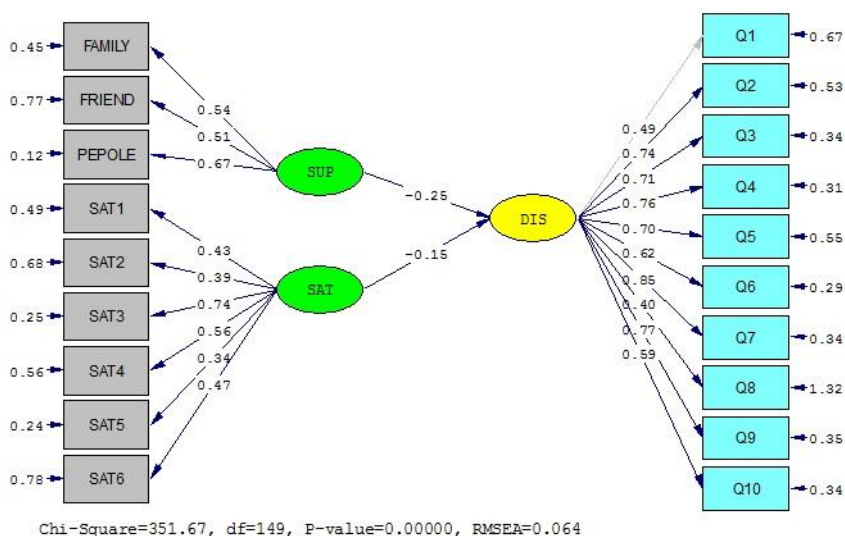 0.45 FAMILY
0.77 FRIEND
0.12 PEPOLE
0.49 SAT1
0.68 SAT2
0.25 SAT3
0.56 SAT4
0.24 SAT5
0.78 SAT6
0.54
0.51
0.67
0.43
0.39
0.74
0.56
0.34
0.47
SUP
SAT
-0.25
-0.15
DIS
0.49
0.74
0.71
0.76
0.70
0.62
0.85
0.40
0.77
0.59
Q1 0.67
Q2 0.53
Q3 0.34
Q4 0.31
Q5 0.55
Q6 0.29
Q7 0.34
Q8 1.32
Q9 0.35
Q10 0.34
Chi-Square=351.67, df=149, P-value=0.00000, RMSEA=0.064